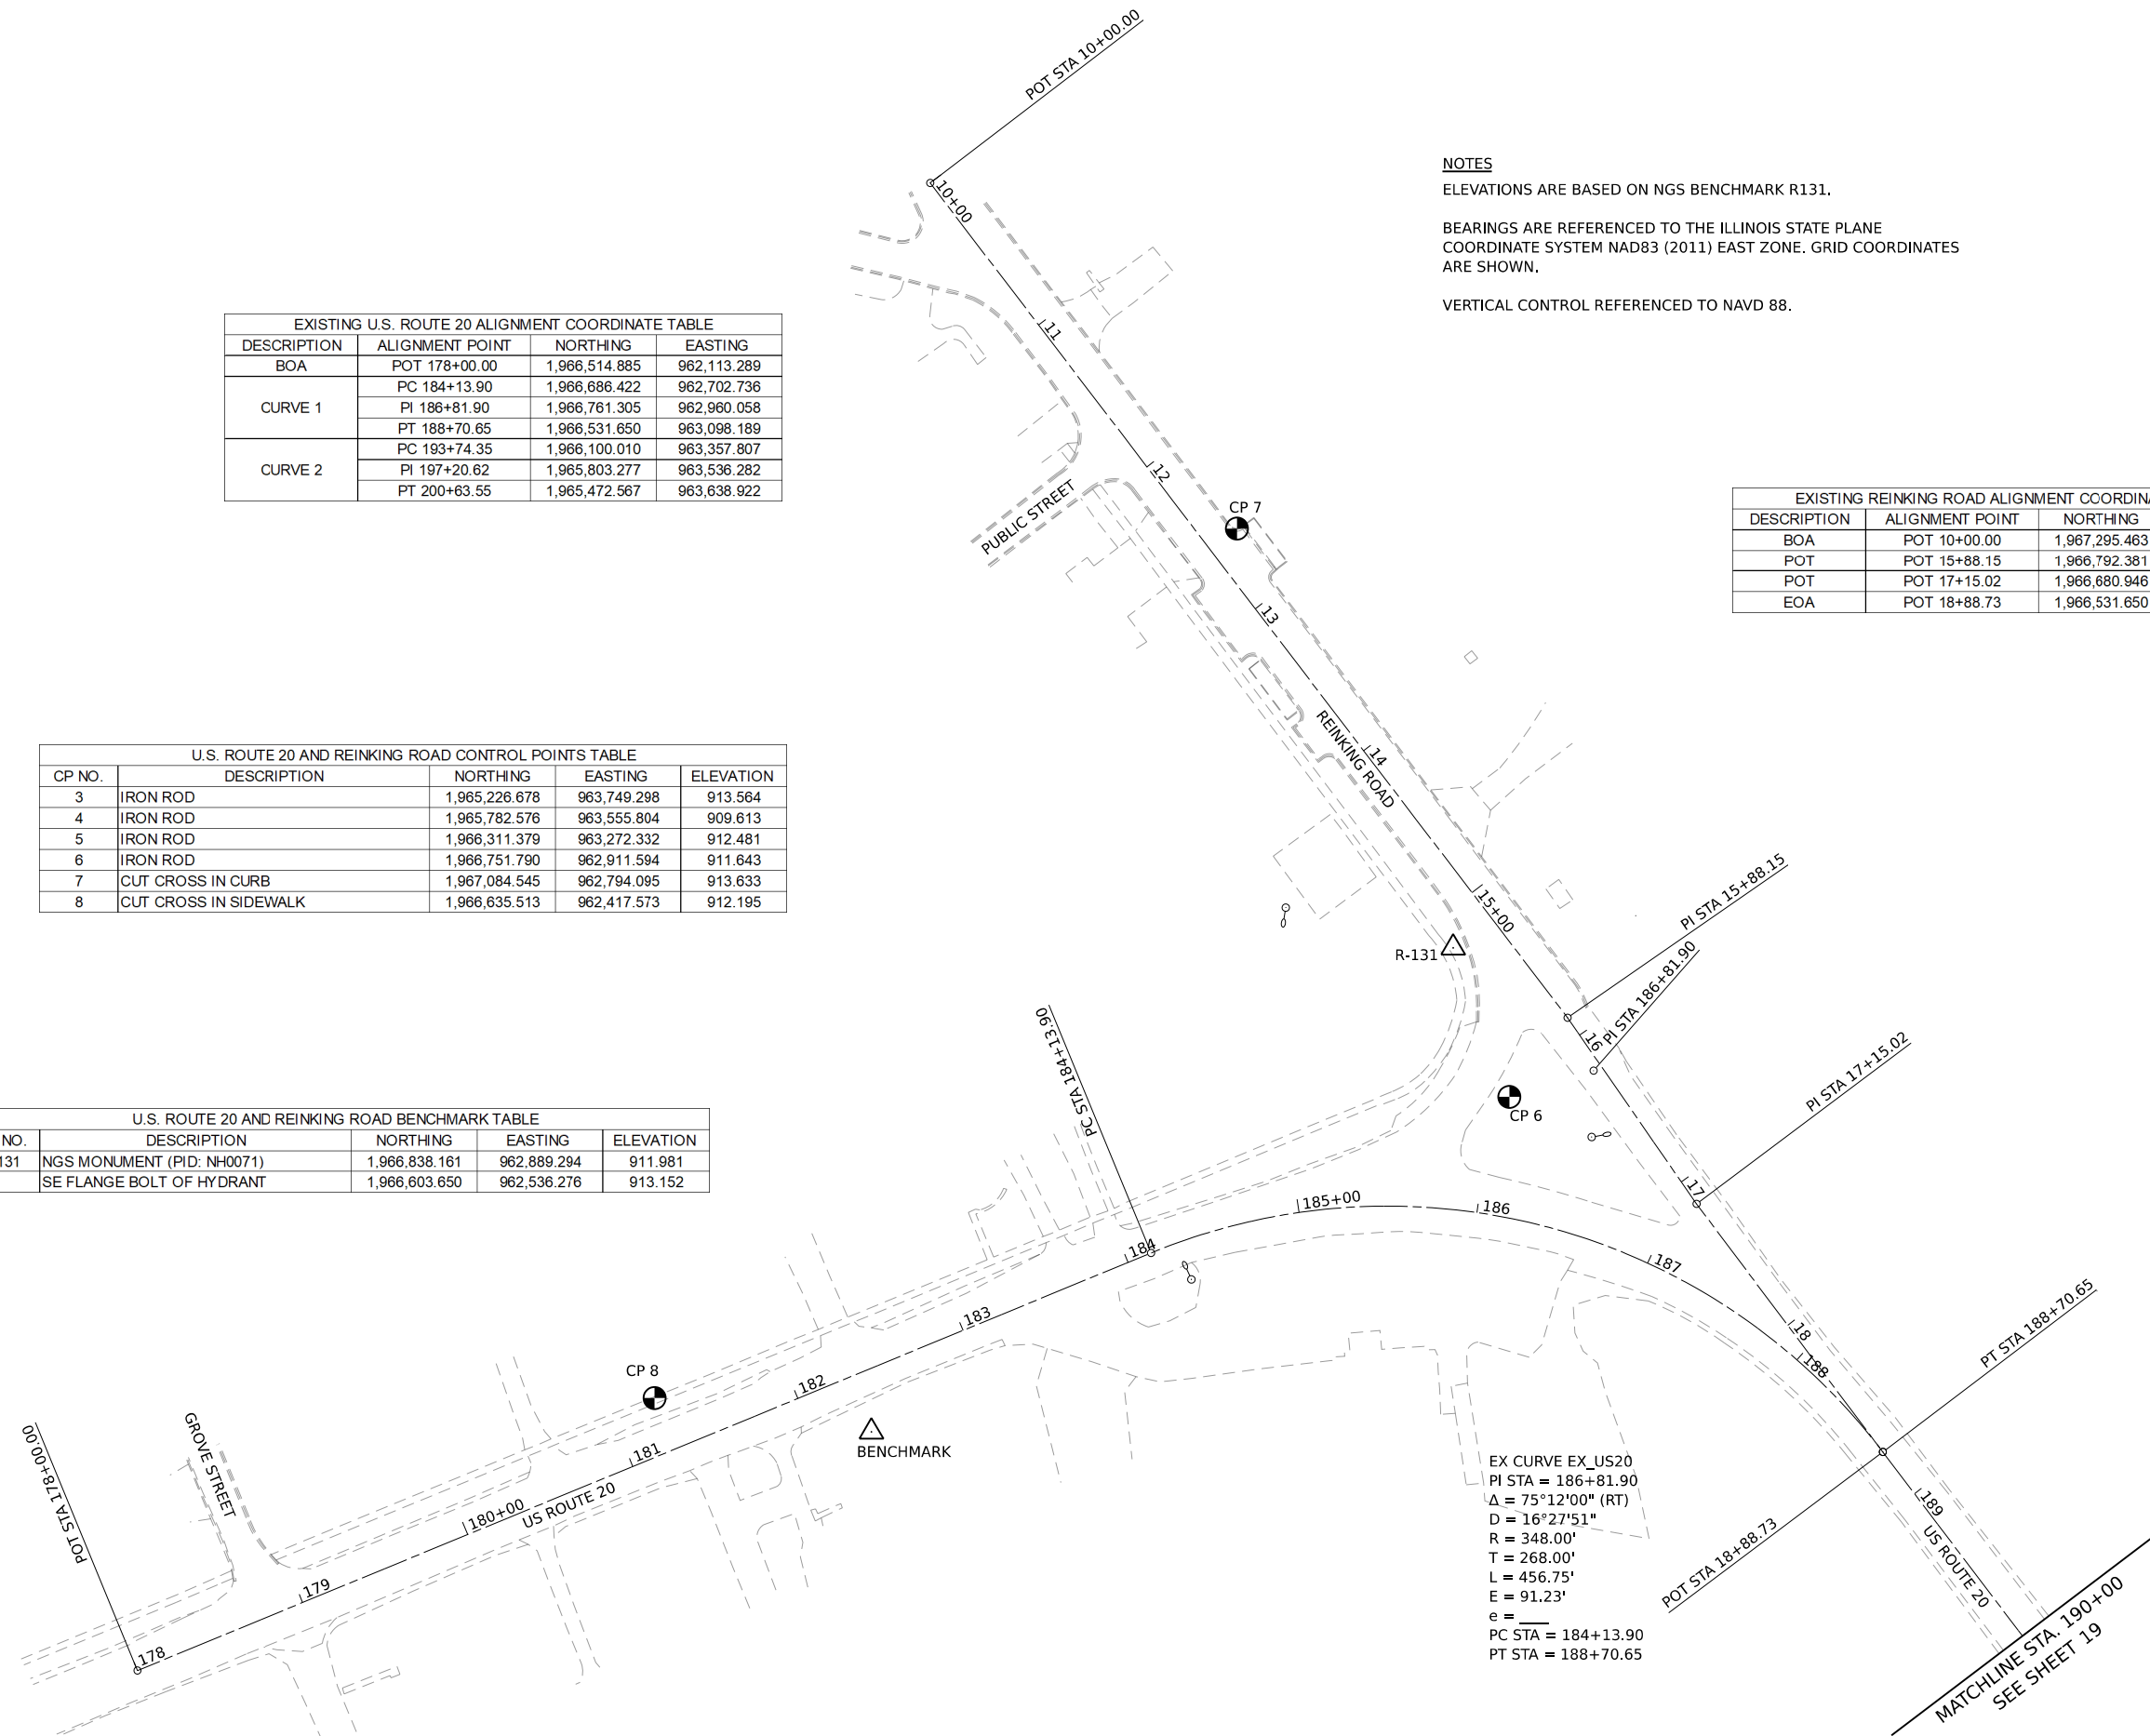 POT STA 10+00.00
10+00
NOTES
ELEVATIONS ARE BASED ON NGS BENCHMARK R131.
BEARINGS ARE REFERENCED TO THE ILLINOIS STATE PLANE
COORDINATE SYSTEM NAD83 (2011) EAST ZONE. GRID COORDINATES
ARE SHOWN.
VERTICAL CONTROL REFERENCED TO NAVD 88.
EXISTING U.S. ROUTE 20 ALIGNMENT COORDINATE TABLE
DESCRIPTION ALIGNMENT POINT NORTHING EASTING
BOA POT 178+00.00 1,966,514.885 962,113.289
CURVE 1 PC 184+13.90 1,966,686.422 962,702.736
PI 186+81.90 1,966,761.305 962,960.058
PT 188+70.65 1,966,531.650 963,098.189
CURVE 2 PC 193+74.35 1,966,100.010 963,357.807
PI 197+20.62 1,965,803.277 963,536.282
PT 200+63.55 1,965,472.567 963,638.922
11
12
PUBLIC STREET
CP 7
EXISTING REINKING ROAD ALIGNMENT COORDINA
DESCRIPTION ALIGNMENT POINT NORTHING
BOA POT 10+00.00 1,967,295.463
POT POT 15+88.15 1,966,792.381
POT POT 17+15.02 1,966,680.946
EOA POT 18+88.73 1,966,531.650
13
REINKING ROAD
14
U.S. ROUTE 20 AND REINKING ROAD CONTROL POINTS TABLE
CP NO. DESCRIPTION NORTHING EASTING ELEVATION
3 IRON ROD 1,965,226.678 963,749.298 913.564
4 IRON ROD 1,965,782.576 963,555.804 909.613
5 IRON ROD 1,966,311.379 963,272.332 912.481
6 IRON ROD 1,966,751.790 962,911.594 911.643
7 CUT CROSS IN CURB 1,967,084.545 962,794.095 913.633
8 CUT CROSS IN SIDEWALK 1,966,635.513 962,417.573 912.195
15+00
PI STA 15+88.15
R-131
PI STA 186+81.90
16
PC STA 184+13.90
PI STA 17+15.02
CP 6
U.S. ROUTE 20 AND REINKING ROAD BENCHMARK TABLE
NO. DESCRIPTION NORTHING EASTING ELEVATION
131 NGS MONUMENT (PID: NH0071) 1,966,838.161 962,889.294 911.981
SE FLANGE BOLT OF HYDRANT 1,966,603.650 962,536.276 913.152
17
185+00
186
184
187
183
18
188
PT STA 188+70.65
CP 8
182
BENCHMARK
181
GROVE STREET
POT STA 178+00.00
180+00
US ROUTE 20
179
178
EX CURVE EX_US20
PI STA = 186+81.90
Δ = 75°12'00" (RT)
D = 16°27'51"
R = 348.00'
T = 268.00'
L = 456.75'
E = 91.23'
e = ____
PC STA = 184+13.90
PT STA = 188+70.65
POT STA 18+88.73
189
US ROUTE 20
MATCHLINE STA. 190+00
SEE SHEET 19